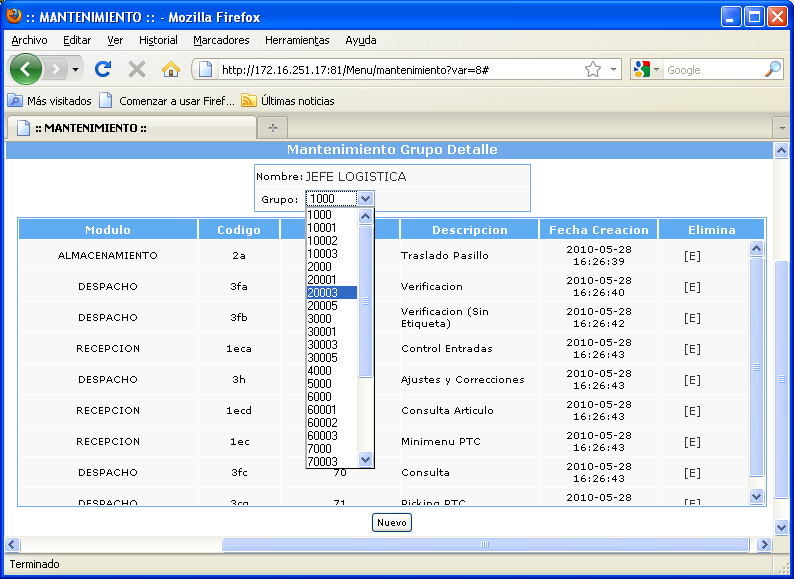 :: MANTENIMIENTO :: - Mozilla Firefox
Archivo Editar Ver Historial Marcadores Herramientas Ayuda
http://172.16.251.17:81/Menu/mantenimiento?var=8#
Google
Más visitados Comenzar a usar Firef... Últimas noticias
:: MANTENIMIENTO ::
Mantenimiento Grupo Detalle
Nombre: JEFE LOGISTICA
Grupo: 1000
1000
10001
10002
10003
2000
20001
20003
20005
3000
30001
30003
30005
4000
5000
6000
60001
60002
60003
7000
70003
Modulo Codigo Descripcion Fecha Creacion Elimina
ALMACENAMIENTO 2a Traslado Pasillo 2010-05-28 16:26:39 [E]
DESPACHO 3fa Verificacion 2010-05-28 16:26:40 [E]
DESPACHO 3fb Verificacion (Sin Etiqueta) 2010-05-28 16:26:42 [E]
RECEPCION 1eca Control Entradas 2010-05-28 16:26:43 [E]
DESPACHO 3h Ajustes y Correcciones 2010-05-28 16:26:43 [E]
RECEPCION 1ecd Consulta Articulo 2010-05-28 16:26:43 [E]
RECEPCION 1ec Minimenu PTC 2010-05-28 16:26:43 [E]
DESPACHO 3fc 70 Consulta 2010-05-28 16:26:43 [E]
DESPACHO 3cg 71 Picking PTC 2010-05-28 [E]
Nuevo
Terminado